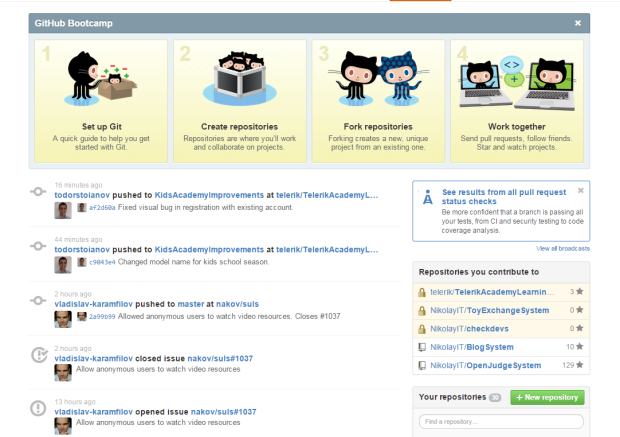 GitHub Bootcamp
1
2
3
4
Set up Git
A quick guide to help you get
started with Git.
Create repositories
Repositories are where you'll work
and collaborate on projects.
Fork repositories
Forking creates a new, unique
project from an existing one.
Work together
Send pull requests, follow friends.
Star and watch projects.
16 minutes ago
todorstoianov pushed to KidsAcademyImprovements at telerik/TelerikAcademyL...
af2d60a Fixed visual bug in registration with existing account.
44 minutes ago
todorstoianov pushed to KidsAcademyImprovements at telerik/TelerikAcademyL...
c9043e4 Changed model name for kids school season.
2 hours ago
vladislav-karamfilov pushed to master at nakov/suls
2a99b99 Allowed anonymous users to watch video resources. Closes #1037
2 hours ago
vladislav-karamfilov closed issue nakov/suls#1037
Allow anonymous users to watch video resources
13 hours ago
vladislav-karamfilov opened issue nakov/suls#1037
Allow anonymous users to watch video resources
See results from all pull request
status checks
Be more confident that a branch is passing all
your tests, from CI and security testing to code
coverage analysis.
View all broadcasts
Repositories you contribute to
telerik/TelerikAcademyLearnin... 3
NikolayIT/ToyExchangeSystem 0
NikolayIT/checkdevs 0
NikolayIT/BlogSystem 10
NikolayIT/OpenJudgeSystem 129
Your repositories 30
+ New repository
Find a repository...